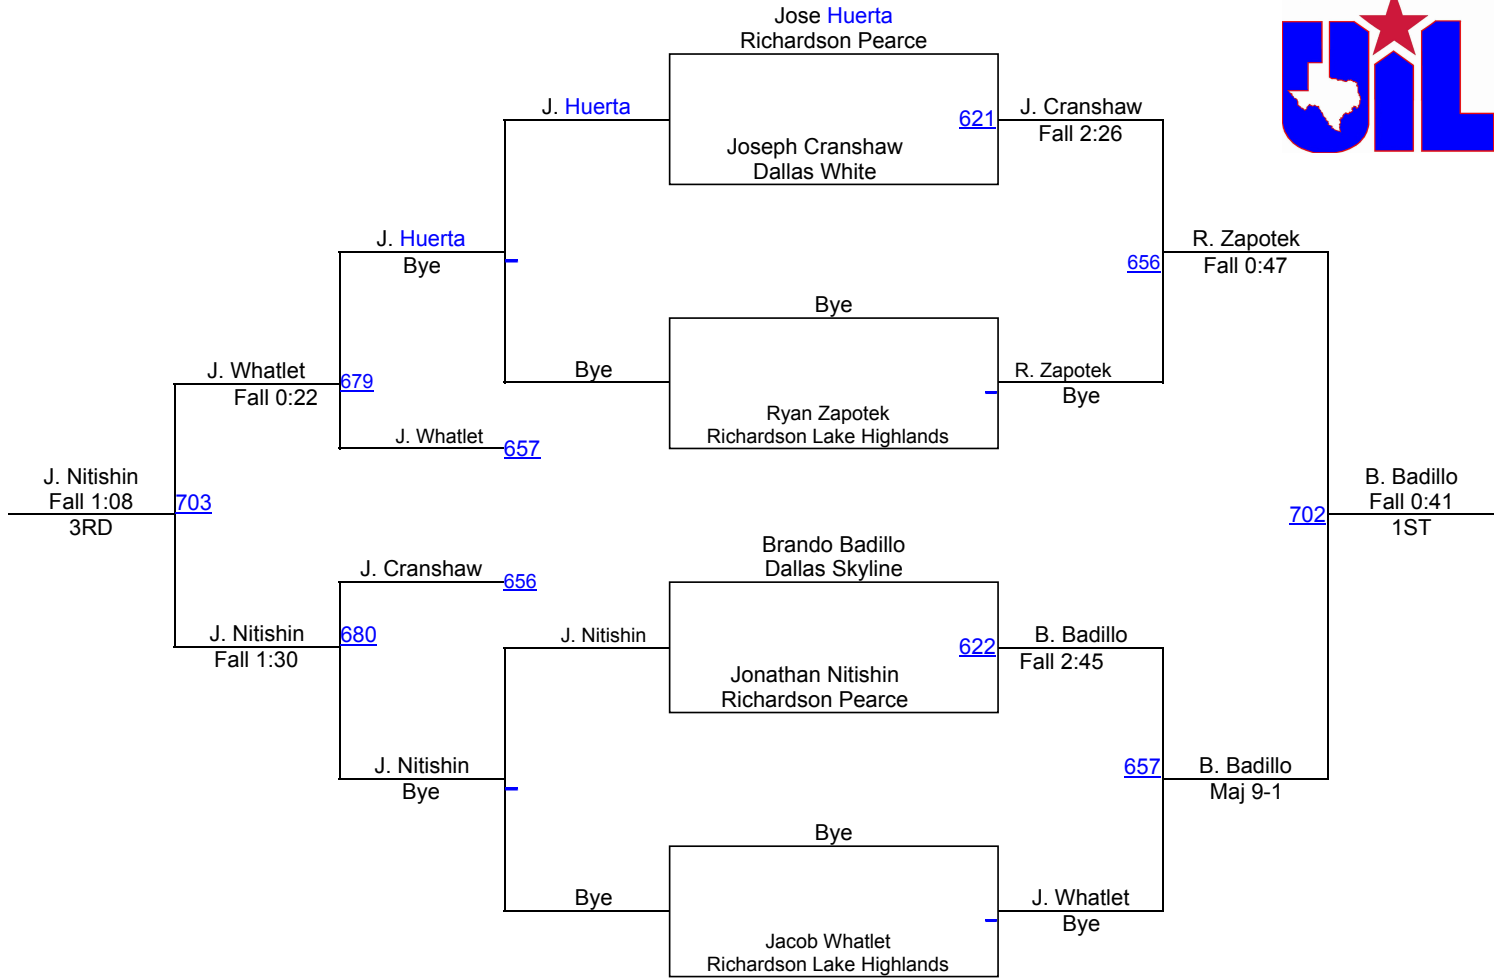 Jose Huerta
Richardson Pearce
UIL
J. Huerta
621
J. Cranshaw
Fall 2:26
Joseph Cranshaw
Dallas White
J. Huerta
Bye
R. Zapotek
Fall 0:47
656
Bye
J. Whatlet
Fall 0:22
679
Bye
R. Zapotek
Bye
Ryan Zapotek
Richardson Lake Highlands
J. Whatlet
657
J. Nitishin
Fall 1:08
3RD
703
B. Badillo
Fall 0:41
1ST
702
Brando Badillo
Dallas Skyline
J. Cranshaw
656
J. Nitishin
Fall 1:30
680
J. Nitishin
622
B. Badillo
Fall 2:45
Jonathan Nitishin
Richardson Pearce
J. Nitishin
Bye
657
B. Badillo
Maj 9-1
Bye
Bye
J. Whatlet
Bye
Jacob Whatlet
Richardson Lake Highlands